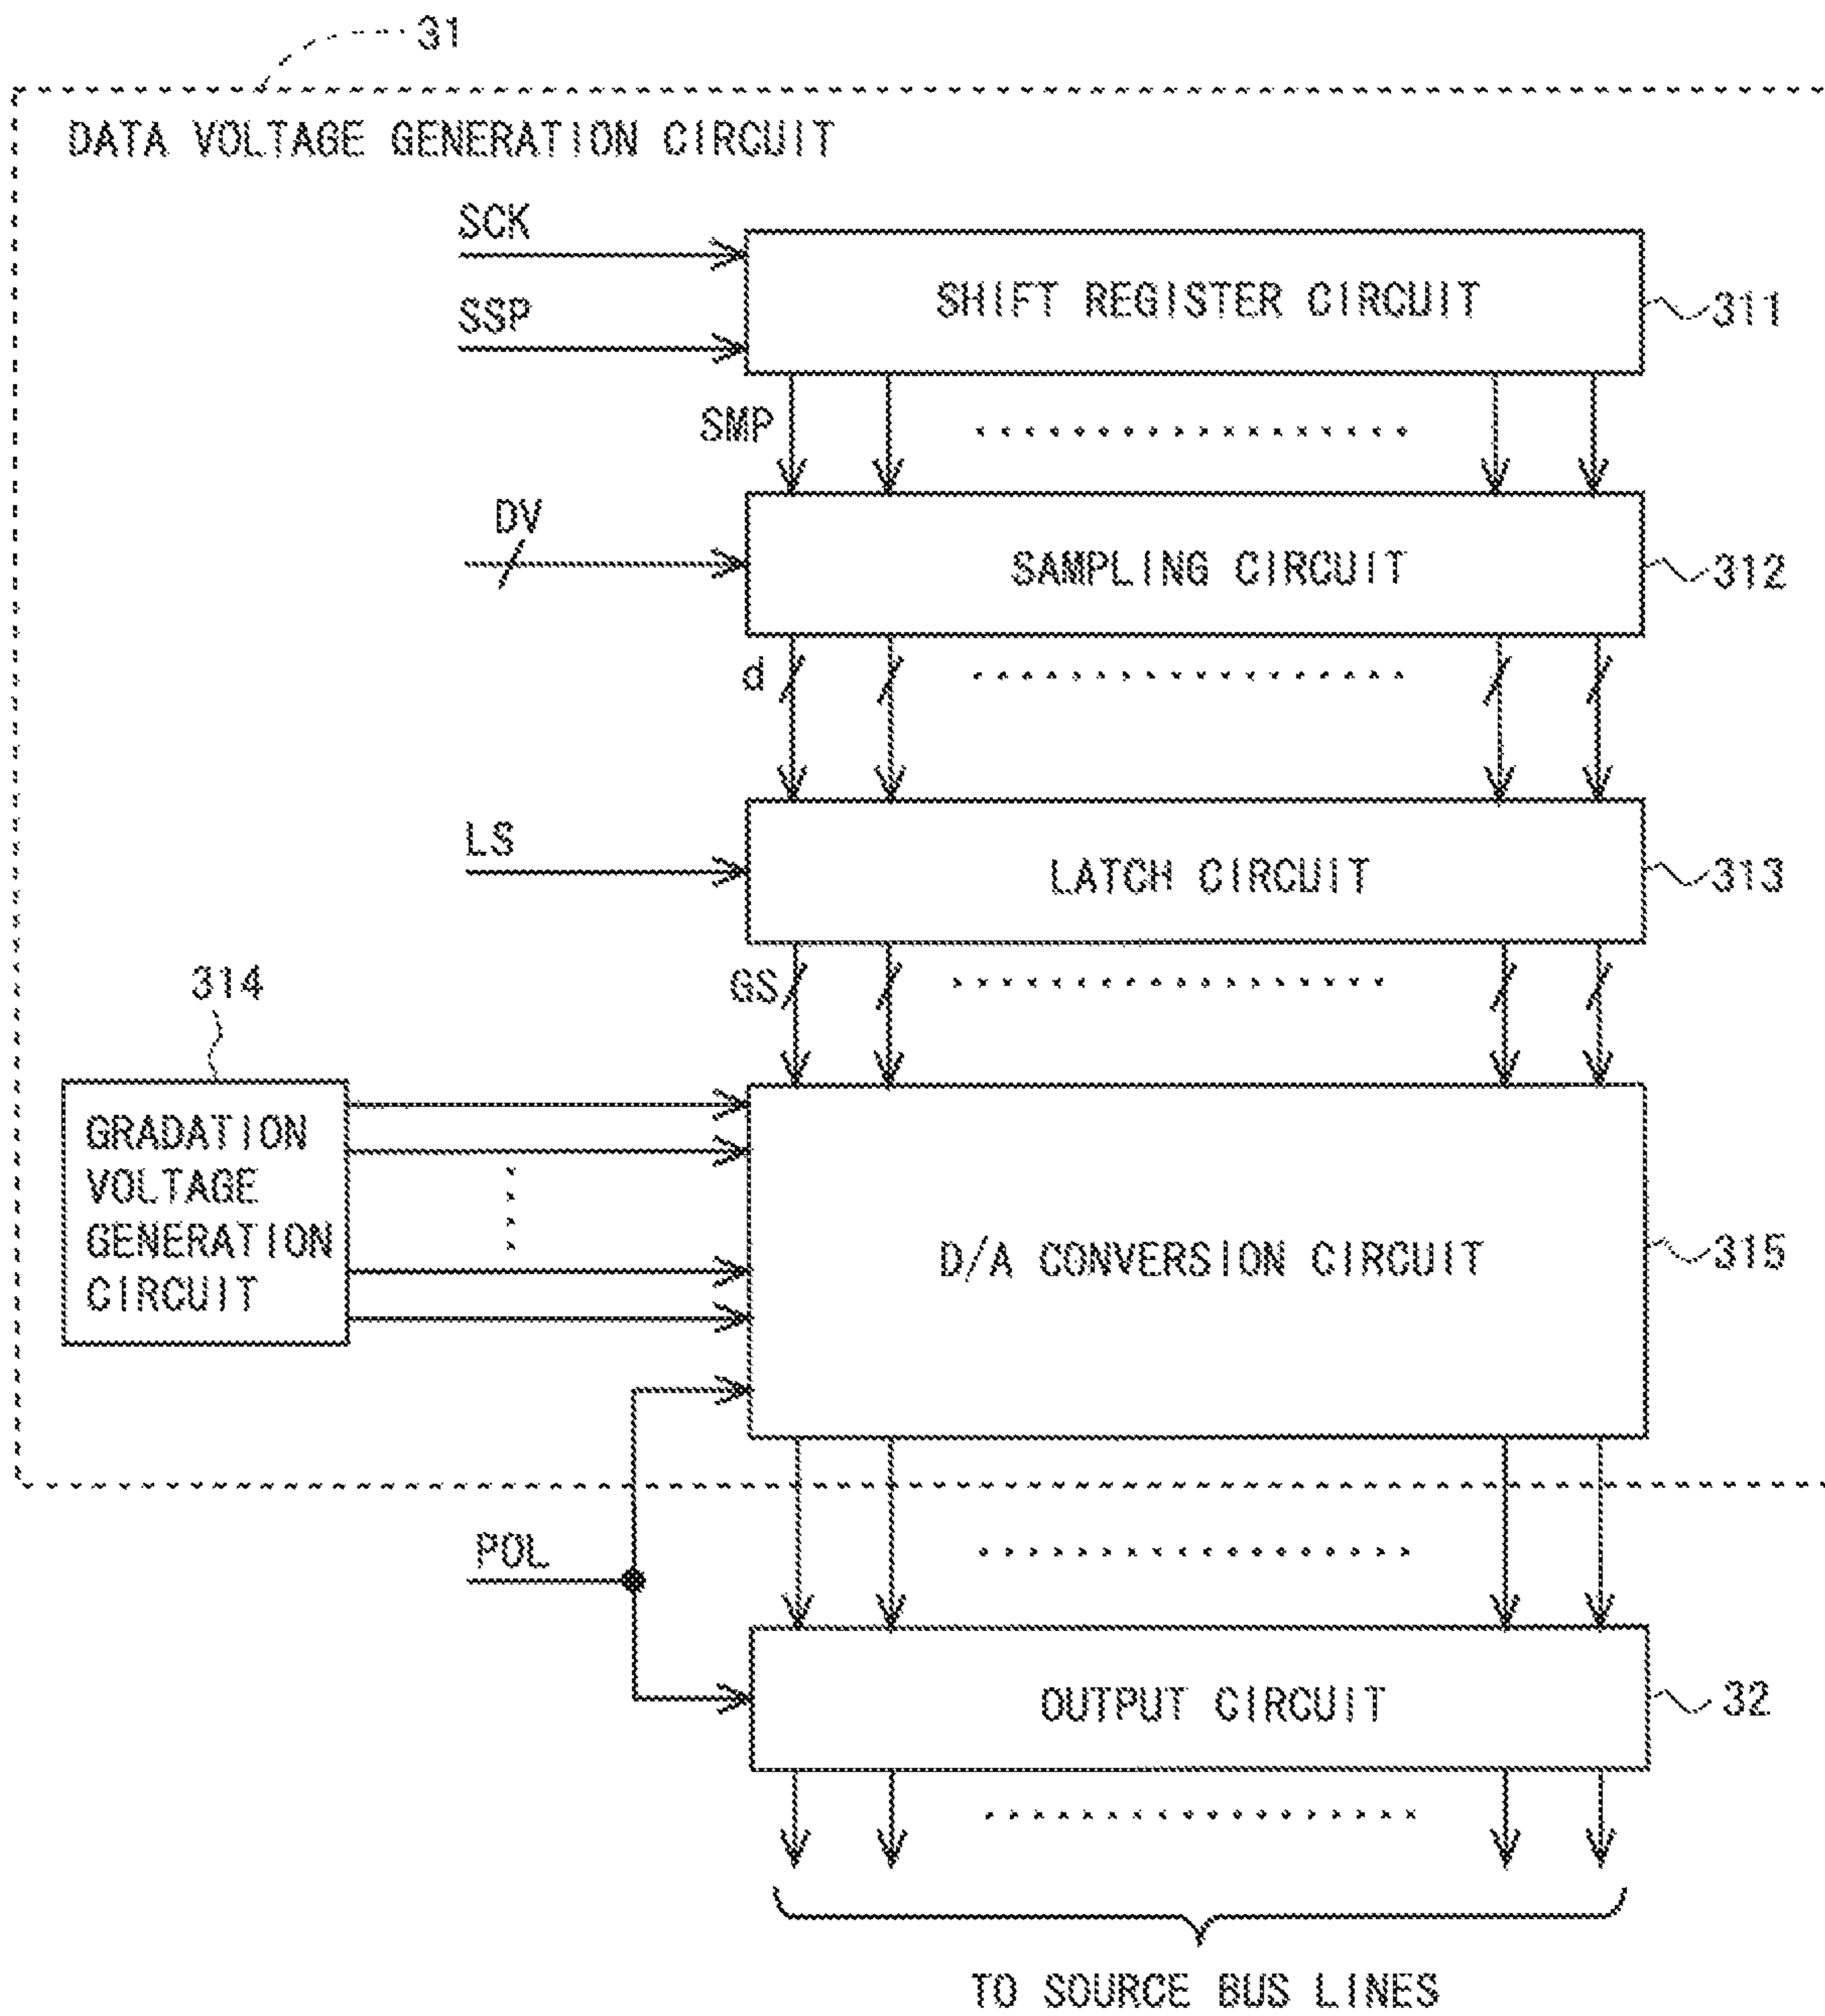 31
DATA VOLTAGE GENERATION CIRCUIT
SCK
SSP
SHIFT REGISTER CIRCUIT
311
SMP
DV
SAMPLING CIRCUIT
312
d
LS
LATCH CIRCUIT
313
GS
314
GRADATION
VOLTAGE
GENERATION
CIRCUIT
D/A CONVERSION CIRCUIT
315
POL
OUTPUT CIRCUIT
32
TO SOURCE BUS LINES